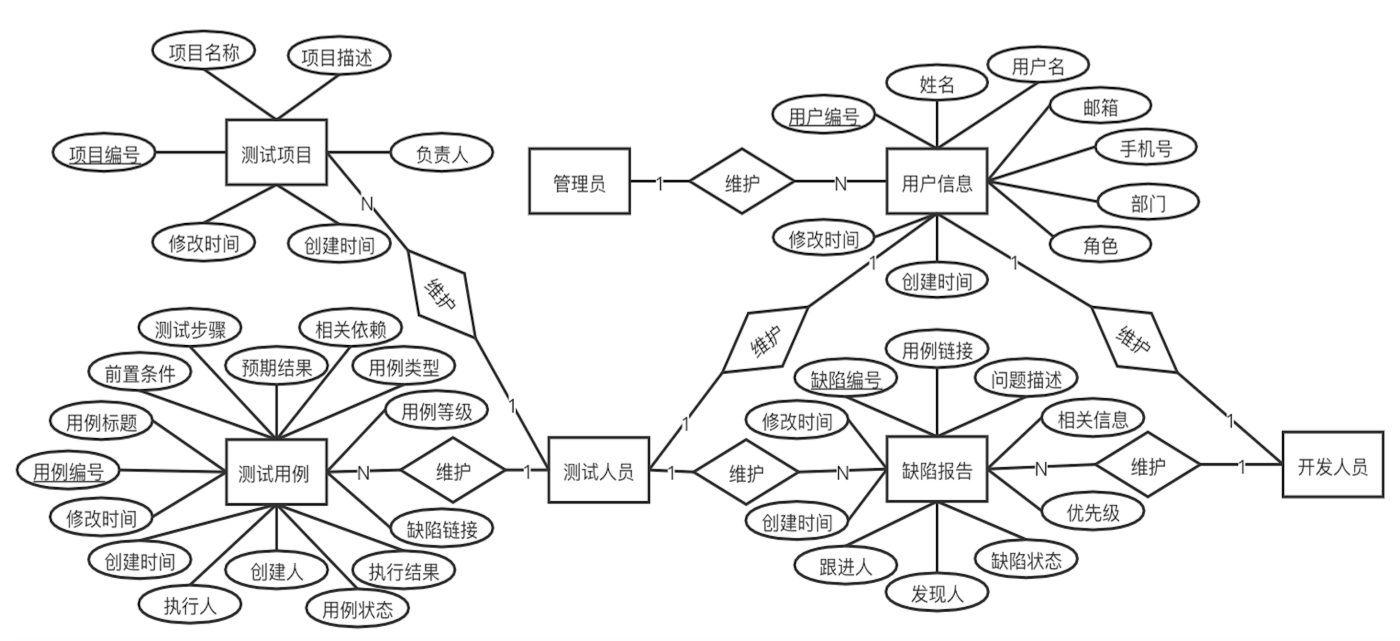 项目名称
项目描述
项目编号
测试项目
负责人
修改时间
创建时间
N
维护
1
管理员
1
维护
N
用户信息
用户编号
姓名
用户名
邮箱
手机号
部门
角色
修改时间
创建时间
1
维护
1
1
维护
1
测试步骤
相关依赖
前置条件
预期结果
用例类型
用例标题
用例等级
用例编号
测试用例
N
维护
1
测试人员
修改时间
缺陷链接
创建时间
创建人
执行结果
执行人
用例状态
用例链接
缺陷编号
问题描述
修改时间
相关信息
1
维护
N
缺陷报告
N
维护
1
开发人员
创建时间
优先级
跟进人
缺陷状态
发现人